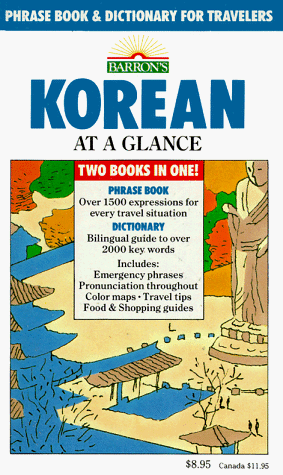 PHRASE BOOK & DICTIONARY FOR TRAVELERS
BARRON'S
KOREAN
AT A GLANCE
TWO BOOKS IN ONE!
PHRASE BOOK
Over 1500 expressions for
every travel situation
DICTIONARY
Bilingual guide to over
2000 key words
Includes:
Emergency phrases
Pronunciation throughout
Color maps • Travel tips
Food & Shopping guides
$8.95 Canada $11.95